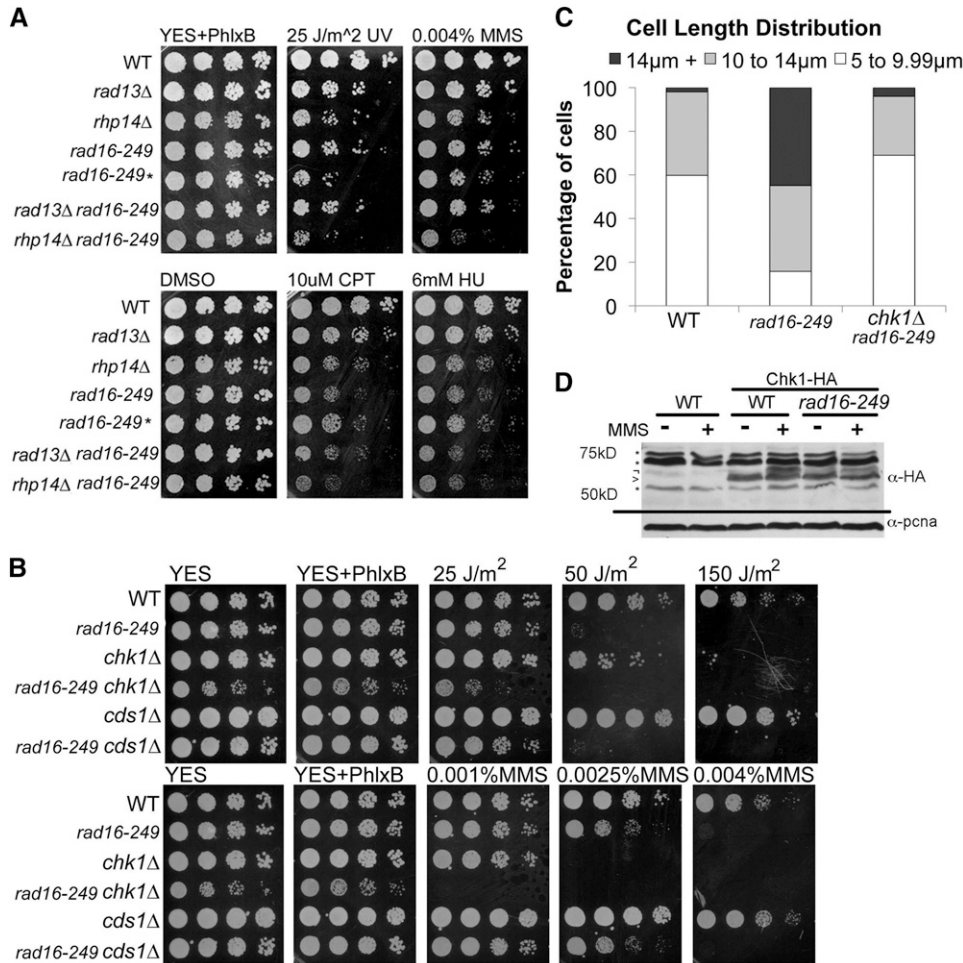 A
YES+PhlxB 25 J/m^2 UV 0.004% MMS
WT
rad13Δ
rhp14Δ
rad16-249
rad16-249*
rad13Δ rad16-249
rhp14Δ rad16-249
DMSO 10uM CPT 6mM HU
WT
rad13Δ
rhp14Δ
rad16-249
rad16-249*
rad13Δ rad16-249
rhp14Δ rad16-249
C
Cell Length Distribution
14µm + 10 to 14µm 5 to 9.99µm
Percentage of cells
100
80
60
40
20
0
WT rad16-249 chk1Δ
rad16-249
D
Chk1-HA
WT WT rad16-249
MMS - + - + - +
75kD
*
*
50kD
*
α-HA
α-pcna
B
YES YES+PhlxB 25 J/m² 50 J/m² 150 J/m²
WT
rad16-249
chk1Δ
rad16-249 chk1Δ
cds1Δ
rad16-249 cds1Δ
YES YES+PhlxB 0.001%MMS 0.0025%MMS 0.004%MMS
WT
rad16-249
chk1Δ
rad16-249 chk1Δ
cds1Δ
rad16-249 cds1Δ